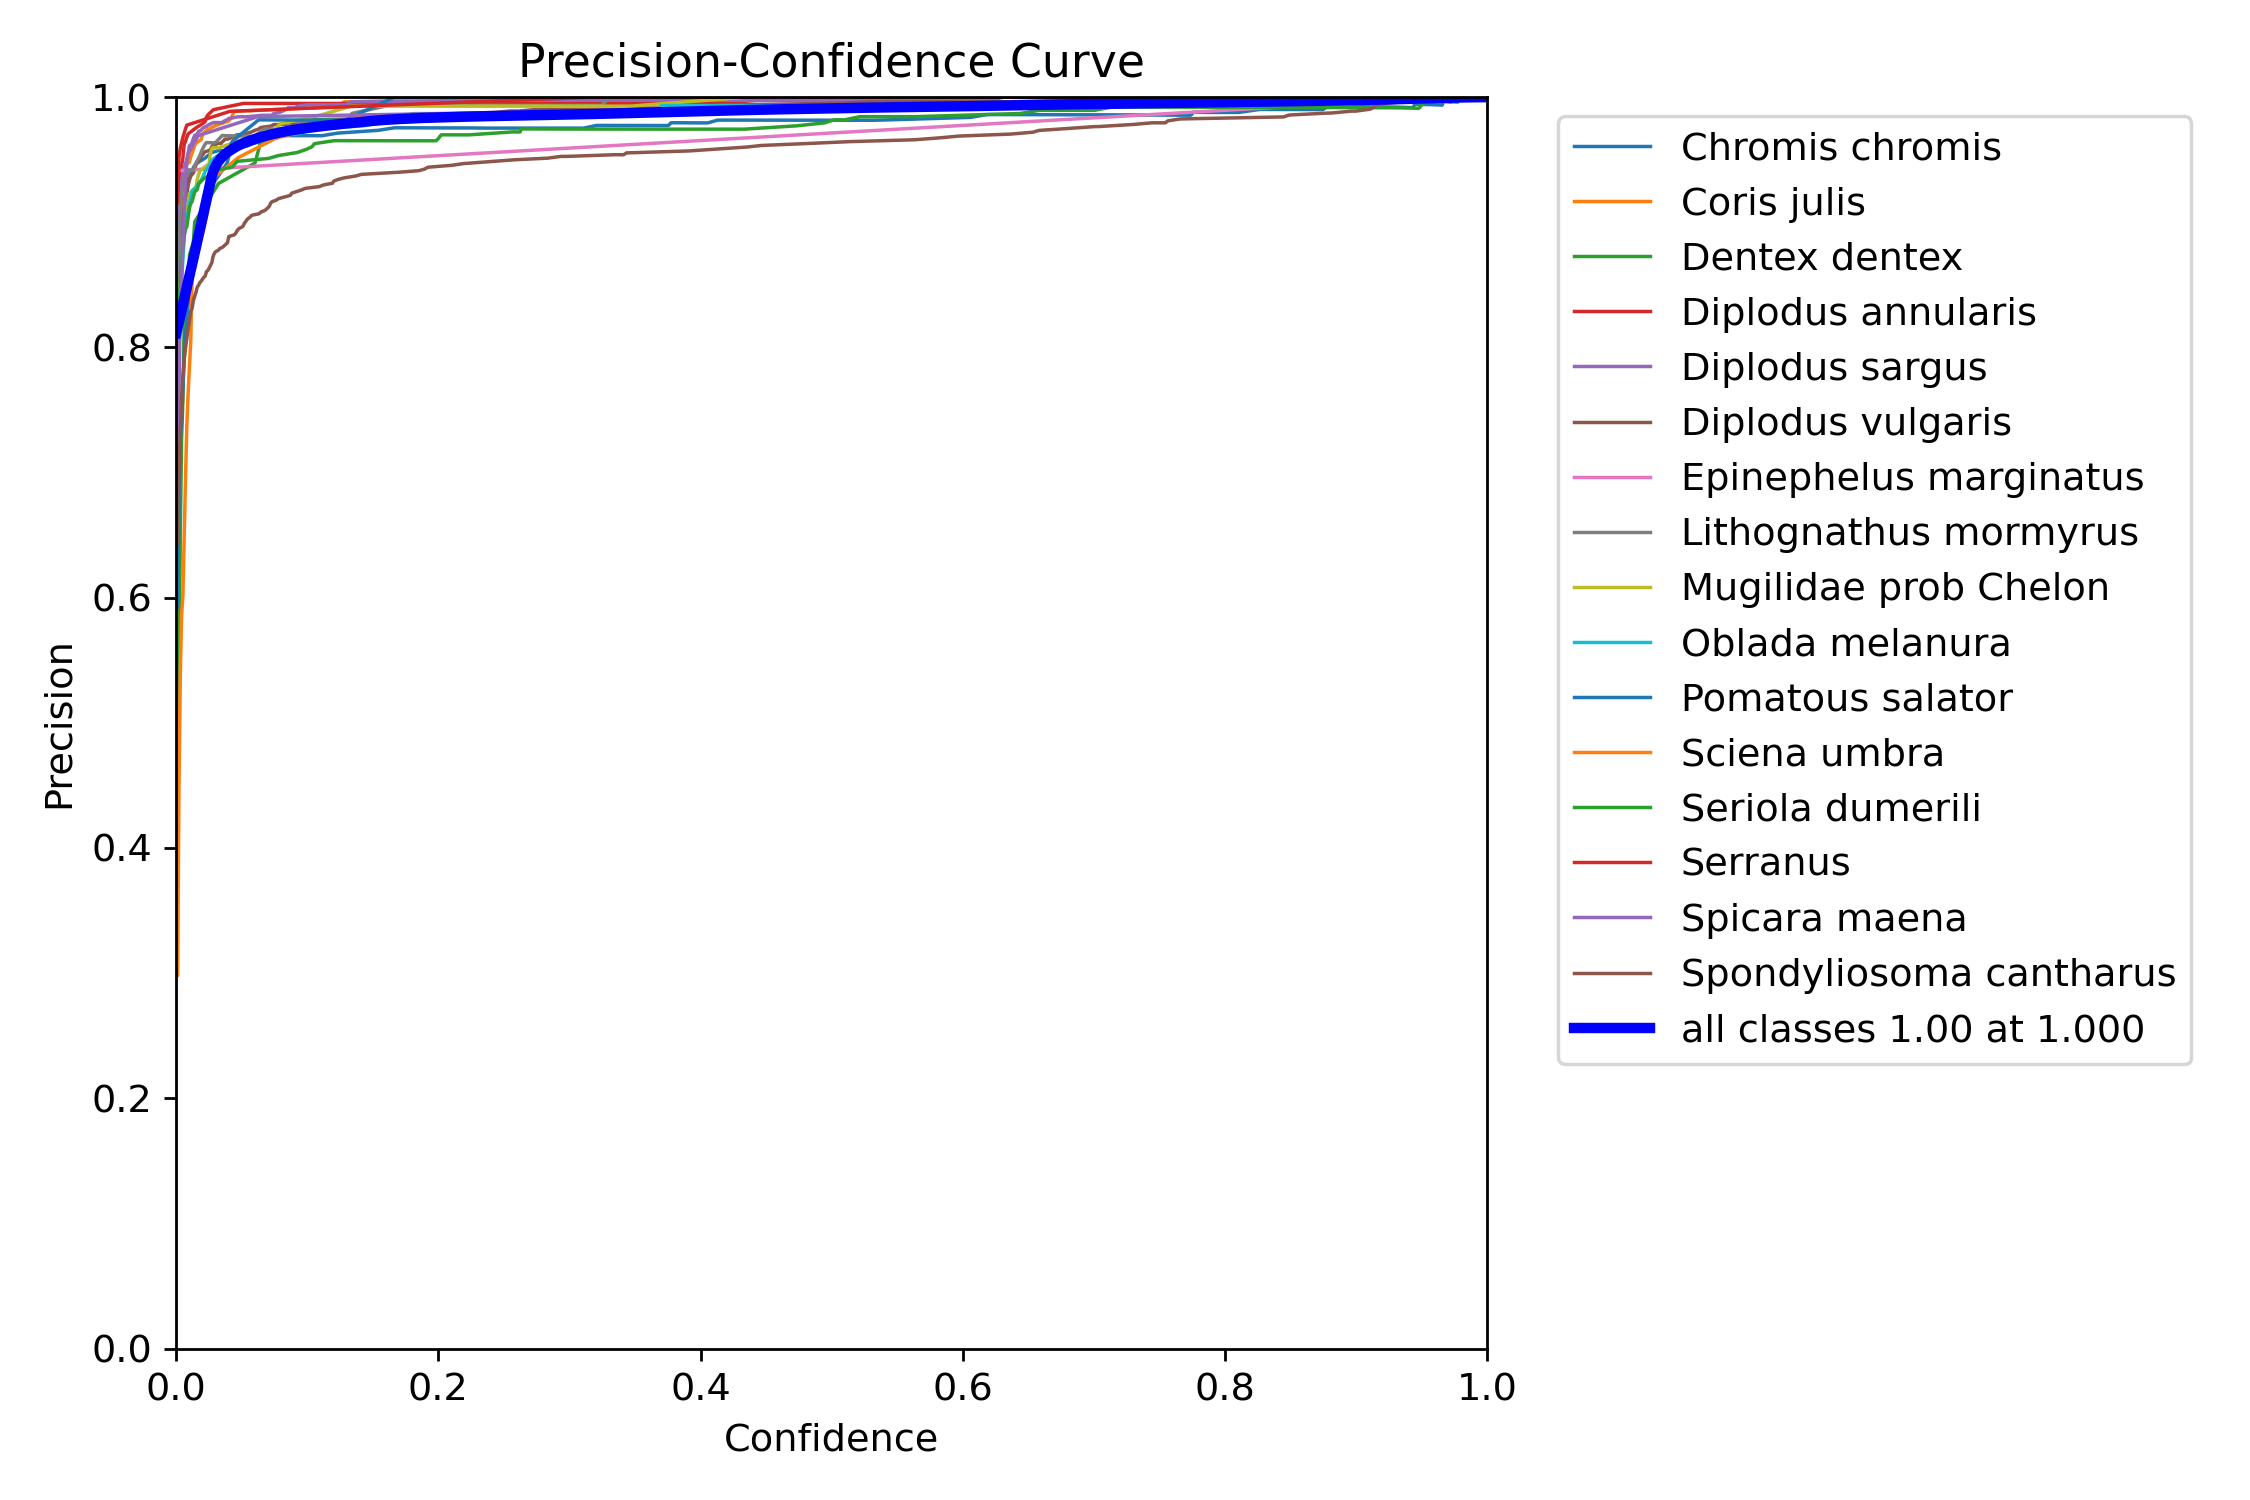 Precision-Confidence Curve
1.0
0.8
0.6
0.4
0.2
0.0
Precision
0.0 0.2 0.4 0.6 0.8 1.0
Confidence
Chromis chromis
Coris julis
Dentex dentex
Diplodus annularis
Diplodus sargus
Diplodus vulgaris
Epinephelus marginatus
Lithognathus mormyrus
Mugilidae prob Chelon
Oblada melanura
Pomatous salator
Sciena umbra
Seriola dumerili
Serranus
Spicara maena
Spondyliosoma cantharus
all classes 1.00 at 1.000